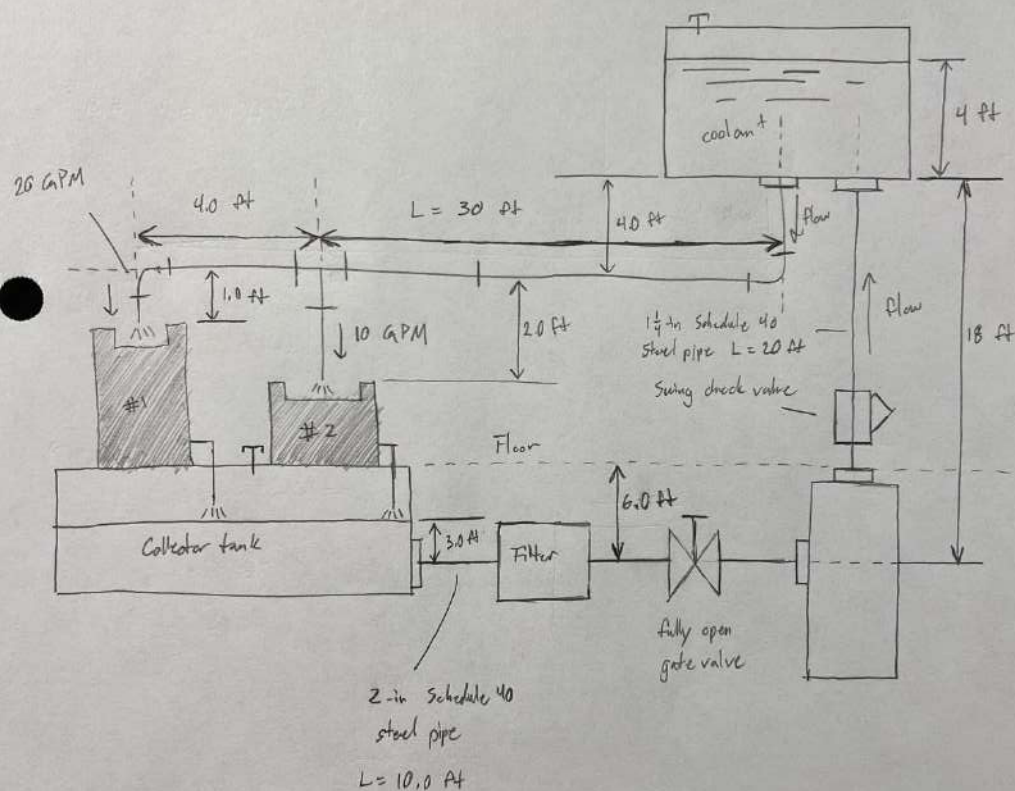 coolant
4 ft
20 GPM
4.0 ft
L = 30 ft
4.0 ft
flow
1.0 ft
10 GPM
2.0 ft
1 1/4-in Schedule 40
steel pipe L = 20 ft
flow
18 ft
Swing check valve
#1
#2
Floor
6.0 ft
Collector tank
3.0 ft
Filter
fully open
gate valve
2-in Schedule 40
steel pipe
L = 10.0 ft